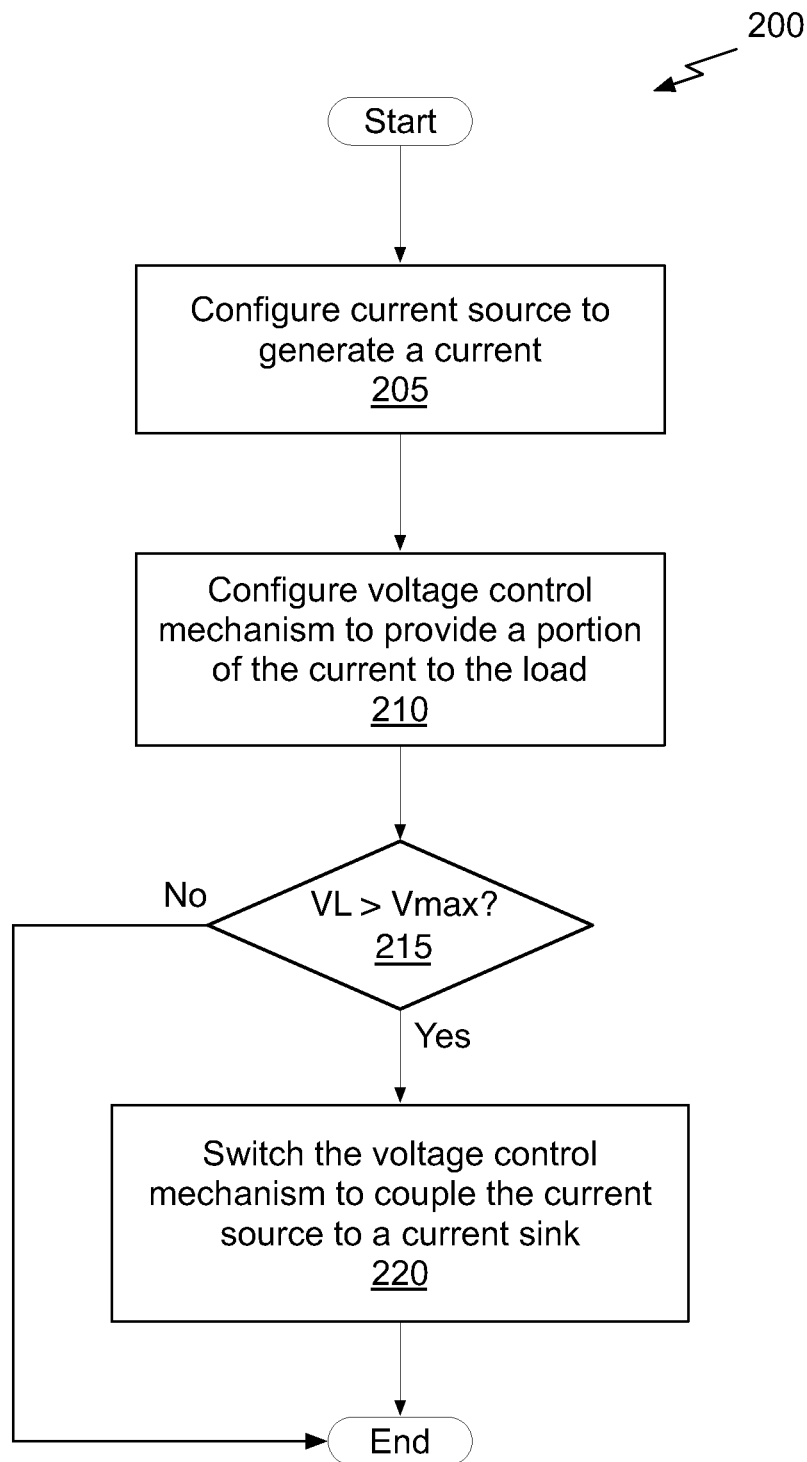 200
Start
Configure current source to
generate a current
205
Configure voltage control
mechanism to provide a portion
of the current to the load
210
No
VL > Vmax?
215
Yes
Switch the voltage control
mechanism to couple the current
source to a current sink
220
End